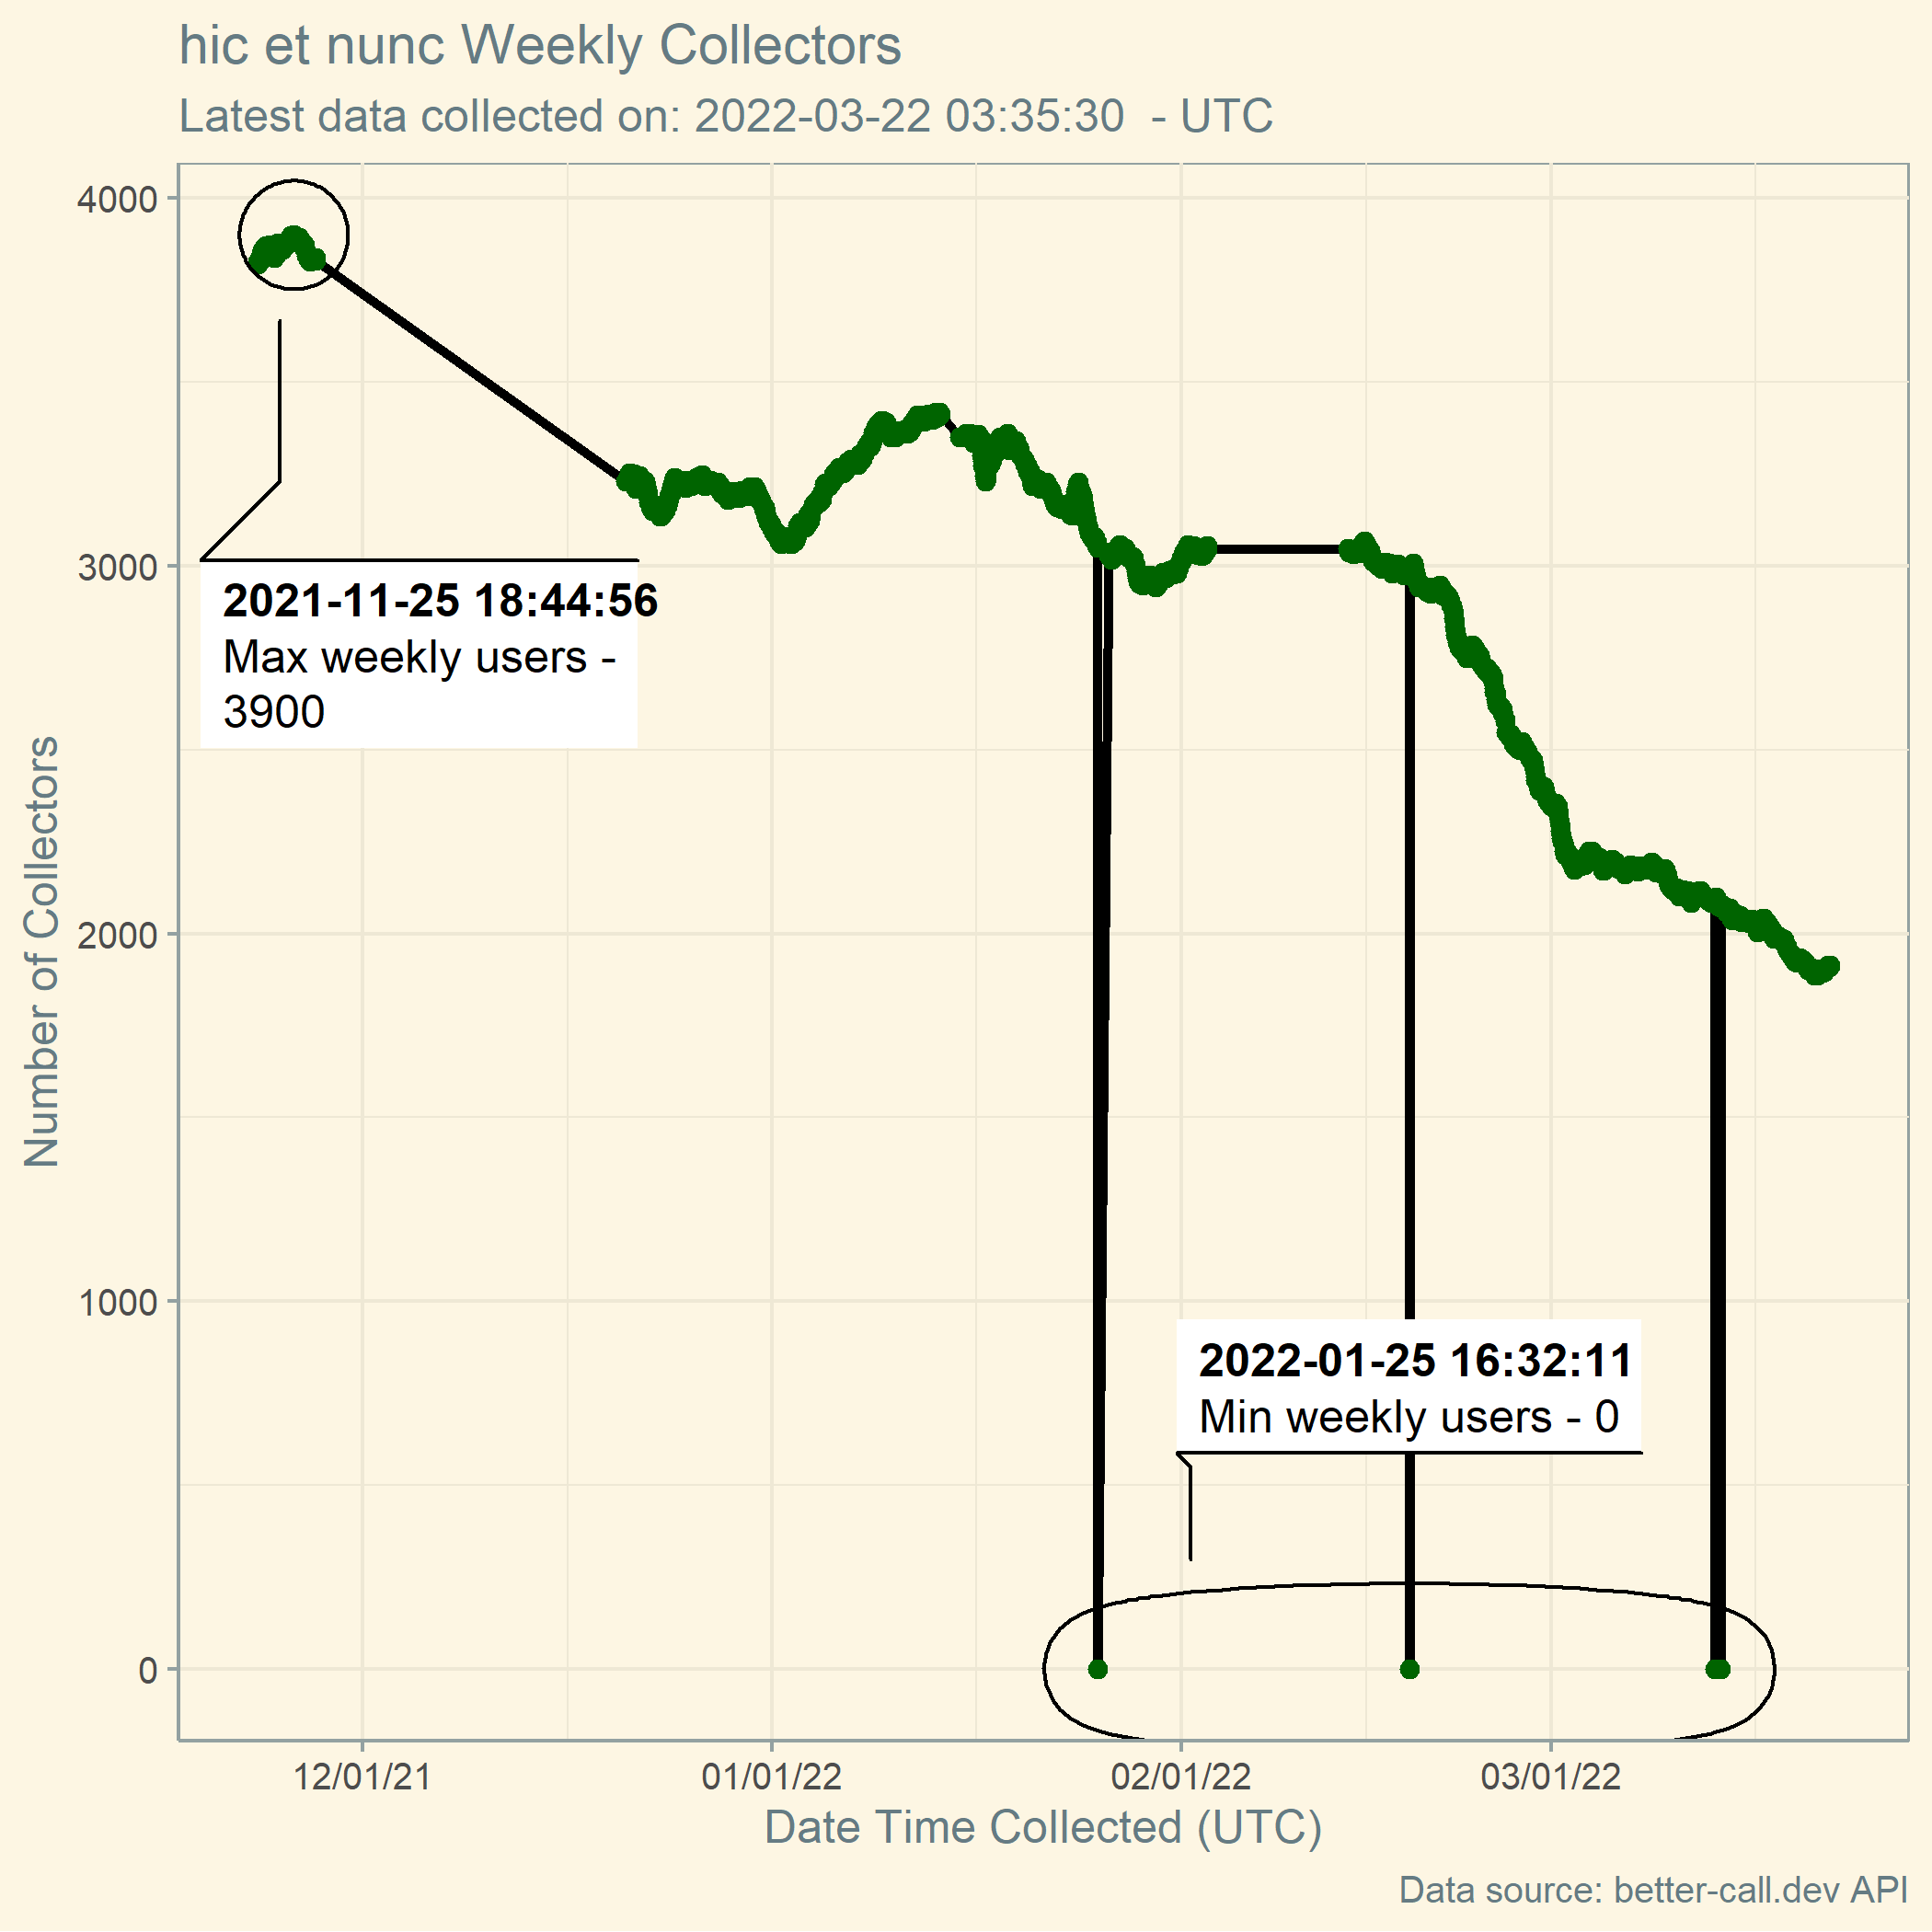 hic et nunc Weekly Collectors
Latest data collected on: 2022-03-22 03:35:30  - UTC
4000
3000
2000
1000
0
Number of Collectors
2021-11-25 18:44:56
Max weekly users -
3900
2022-01-25 16:32:11
Min weekly users - 0
12/01/21
01/01/22
02/01/22
03/01/22
Date Time Collected (UTC)
Data source: better-call.dev API